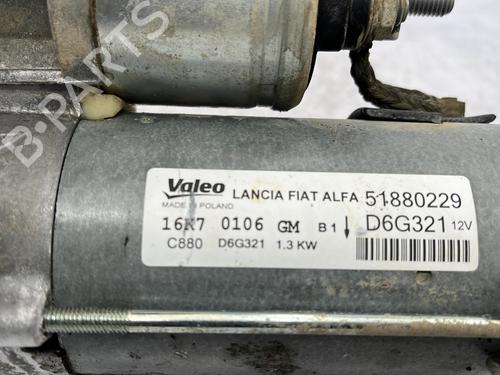 B-PARTS
Valeo LANCIA FIAT ALFA 51880229
MADE IN POLAND
16K7 0106 GM B1 D6G321 12V
C880 D6G321 1.3 KW